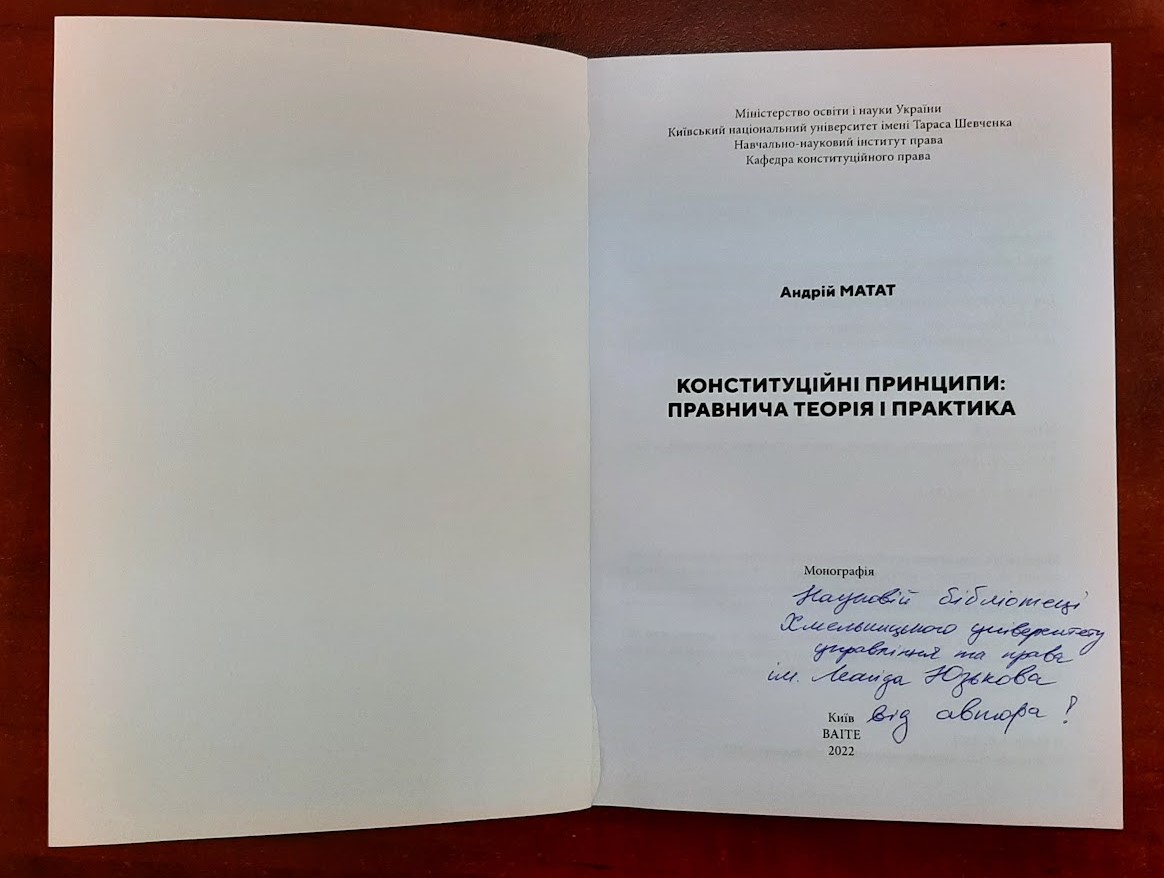 Міністерство освіти і науки України
Київський національний університет імені Тараса Шевченка
Навчально-науковий інститут права
Кафедра конституційного права
Андрій МАТАТ
КОНСТИТУЦІЙНІ ПРИНЦИПИ:
ПРАВНИЧА ТЕОРІЯ І ПРАКТИКА
Монографія
Науковій бібліотеці
Хмельницького університету
управління та права
ім. Леоніда Юзькова
від автора!
Київ
ВАІТЕ
2022